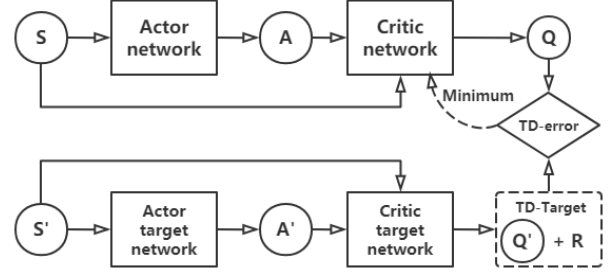 S
Actor
network
A
Critic
network
Q
Minimum
TD-error
S'
Actor
target
network
A'
Critic
target
network
TD-Target
Q' + R